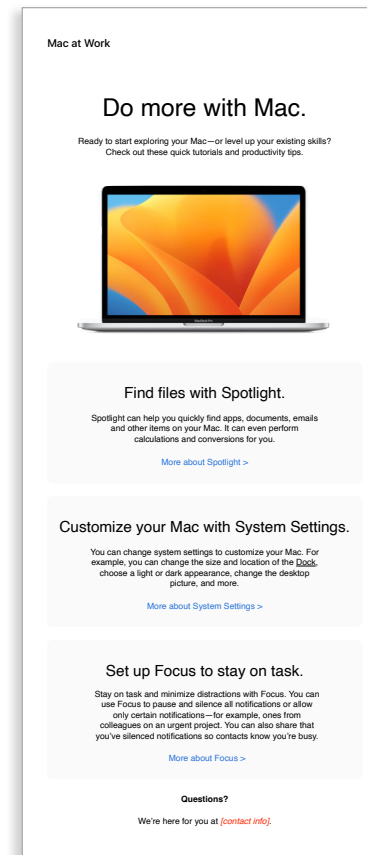 Mac at Work
Do more with Mac.
Ready to start exploring your Mac—or level up your existing skills?
Check out these quick tutorials and productivity tips.
MacBook Pro
Find files with Spotlight.
Spotlight can help you quickly find apps, documents, emails
and other items on your Mac. It can even perform
calculations and conversions for you.
More about Spotlight >
Customize your Mac with System Settings.
You can change system settings to customize your Mac. For
example, you can change the size and location of the Dock,
choose a light or dark appearance, change the desktop
picture, and more.
More about System Settings >
Set up Focus to stay on task.
Stay on task and minimize distractions with Focus. You can
use Focus to pause and silence all notifications or allow
only certain notifications—for example, ones from
colleagues on an urgent project. You can also share that
you’ve silenced notifications so contacts know you’re busy.
More about Focus >
Questions?
We’re here for you at [contact info].